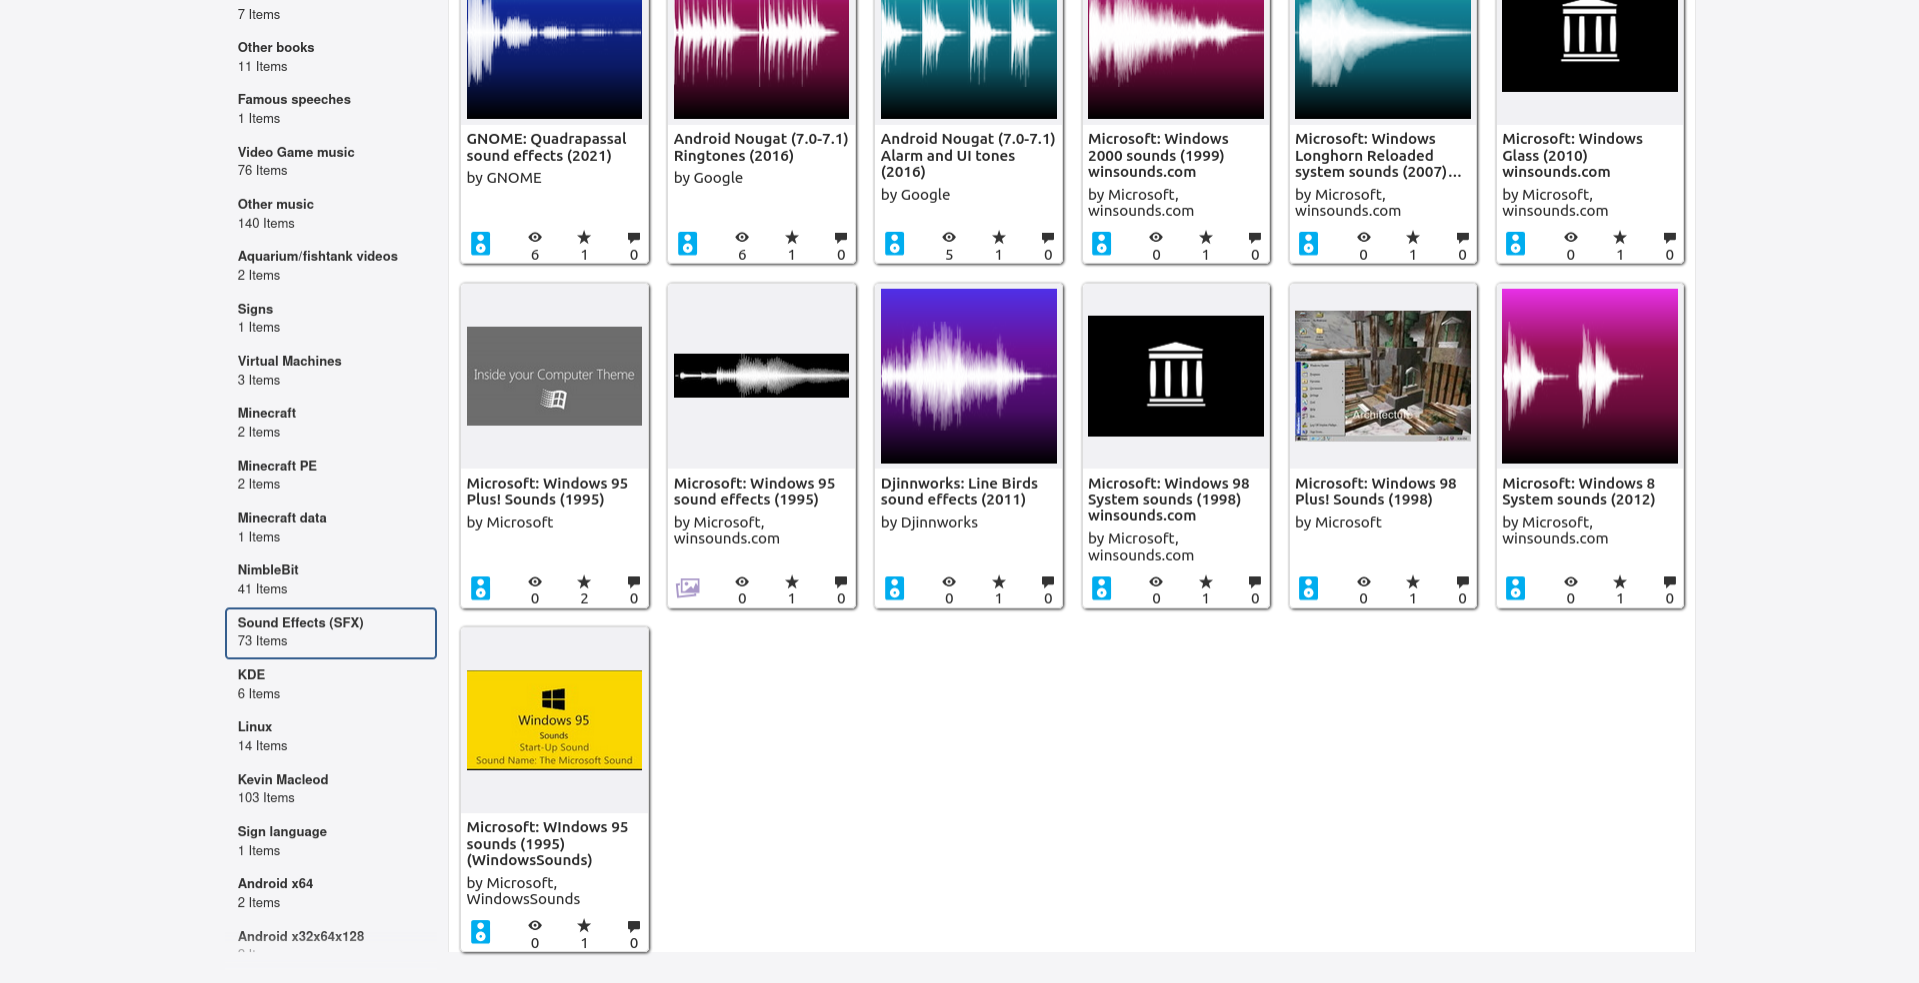 7 Items
Other books
11 Items
Famous speeches
1 Items
Video Game music
76 Items
Other music
140 Items
Aquarium/fishtank videos
2 Items
Signs
1 Items
Virtual Machines
3 Items
Minecraft
2 Items
Minecraft PE
2 Items
Minecraft data
1 Items
NimbleBit
41 Items
Sound Effects (SFX)
73 Items
KDE
6 Items
Linux
14 Items
Kevin Macleod
103 Items
Sign language
1 Items
Android x64
2 Items
Android x32x64x128
GNOME: Quadrapassal
sound effects (2021)
by GNOME
6
1
0
Android Nougat (7.0-7.1)
Ringtones (2016)
by Google
6
1
0
Android Nougat (7.0-7.1)
Alarm and UI tones
(2016)
by Google
5
1
0
Microsoft: Windows
2000 sounds (1999)
winsounds.com
by Microsoft,
winsounds.com
0
1
0
Microsoft: Windows
Longhorn Reloaded
system sounds (2007)...
by Microsoft,
winsounds.com
0
1
0
Microsoft: Windows
Glass (2010)
winsounds.com
by Microsoft,
winsounds.com
0
1
0
Inside your Computer Theme
Microsoft: Windows 95
Plus! Sounds (1995)
by Microsoft
0
2
0
Microsoft: Windows 95
sound effects (1995)
by Microsoft,
winsounds.com
0
1
0
Djinnworks: Line Birds
sound effects (2011)
by Djinnworks
0
1
0
Microsoft: Windows 98
System sounds (1998)
winsounds.com
by Microsoft,
winsounds.com
0
1
0
Architecture
Microsoft: Windows 98
Plus! Sounds (1998)
by Microsoft
0
1
0
Microsoft: Windows 8
System sounds (2012)
by Microsoft,
winsounds.com
0
1
0
Windows 95
Sounds
Start-Up Sound
Sound Name: The Microsoft Sound
Microsoft: WIndows 95
sounds (1995)
(WindowsSounds)
by Microsoft,
WindowsSounds
0
1
0